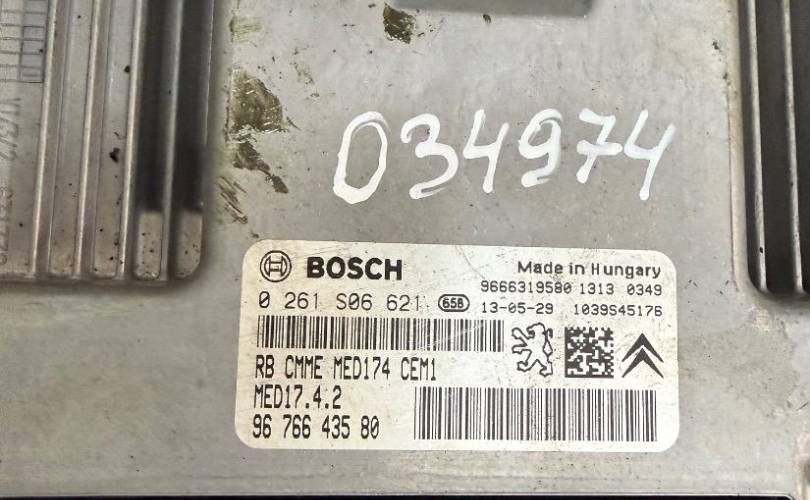 034974
BOSCH
Made in Hungary
9666319580 1313 0349
0 261 S06 621 656 13-05-29 1039S45176
RB CMME MED174 CEM1
MED17.4.2
96 766 435 80